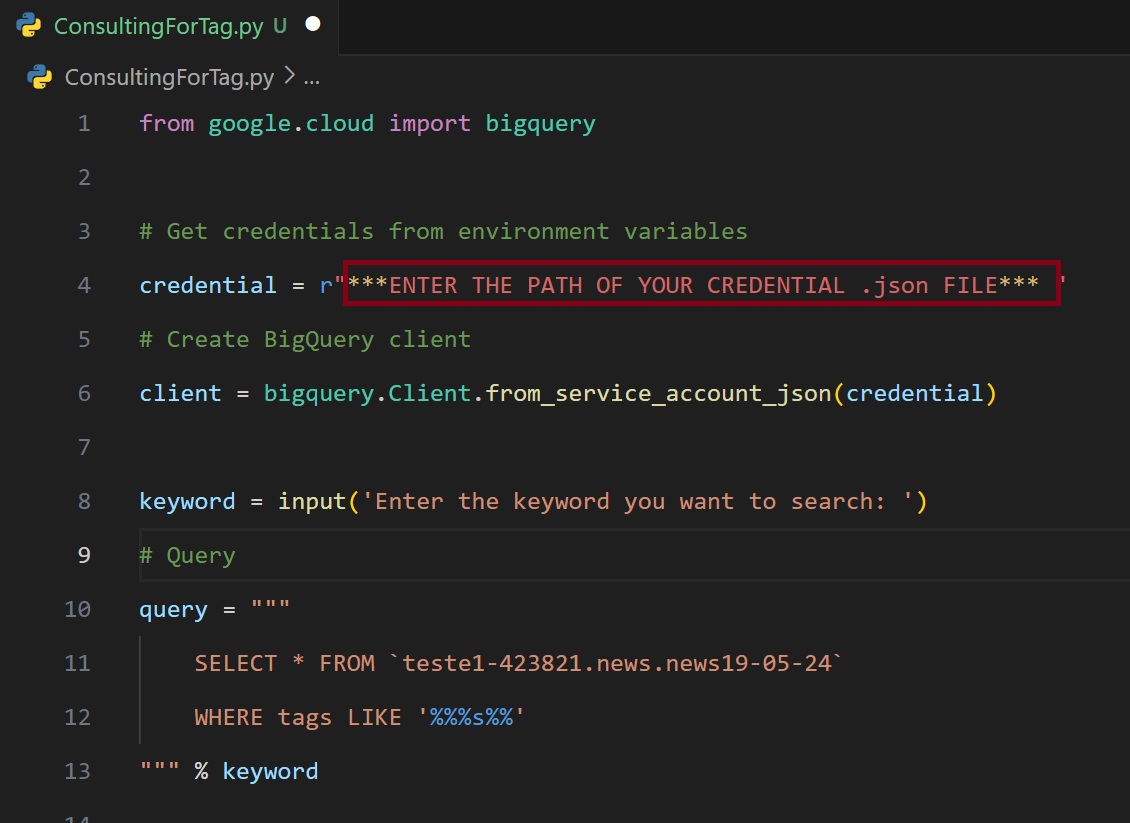 ConsultingForTag.py U
ConsultingForTag.py > ...
1 from google.cloud import bigquery
2
3 # Get credentials from environment variables
4 credential = r"***ENTER THE PATH OF YOUR CREDENTIAL .json FILE*** "
5 # Create BigQuery client
6 client = bigquery.Client.from_service_account_json(credential)
7
8 keyword = input('Enter the keyword you want to search: ')
9 # Query
10 query = """
11 SELECT * FROM `teste1-423821.news.news19-05-24`
12 WHERE tags LIKE '%%%s%%'
13 """ % keyword
14